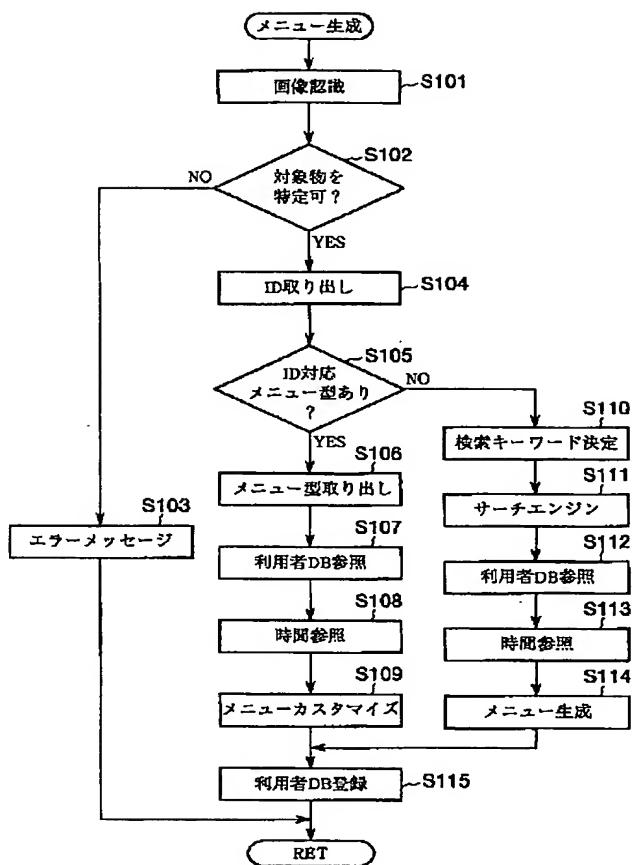 メニュー生成
画像認識
S101
S102
対象物を
特定可?
NO
YES
ID取り出し
S104
S105
ID対応
メニュー型あり
?
NO
YES
S106
メニュー型取り出し
S107
利用者DB参照
S108
時間参照
S109
メニューカスタマイズ
S110
検索キーワード決定
S111
サーチエンジン
S112
利用者DB参照
S113
時間参照
S114
メニュー生成
S103
エラーメッセージ
利用者DB登録
S115
RET